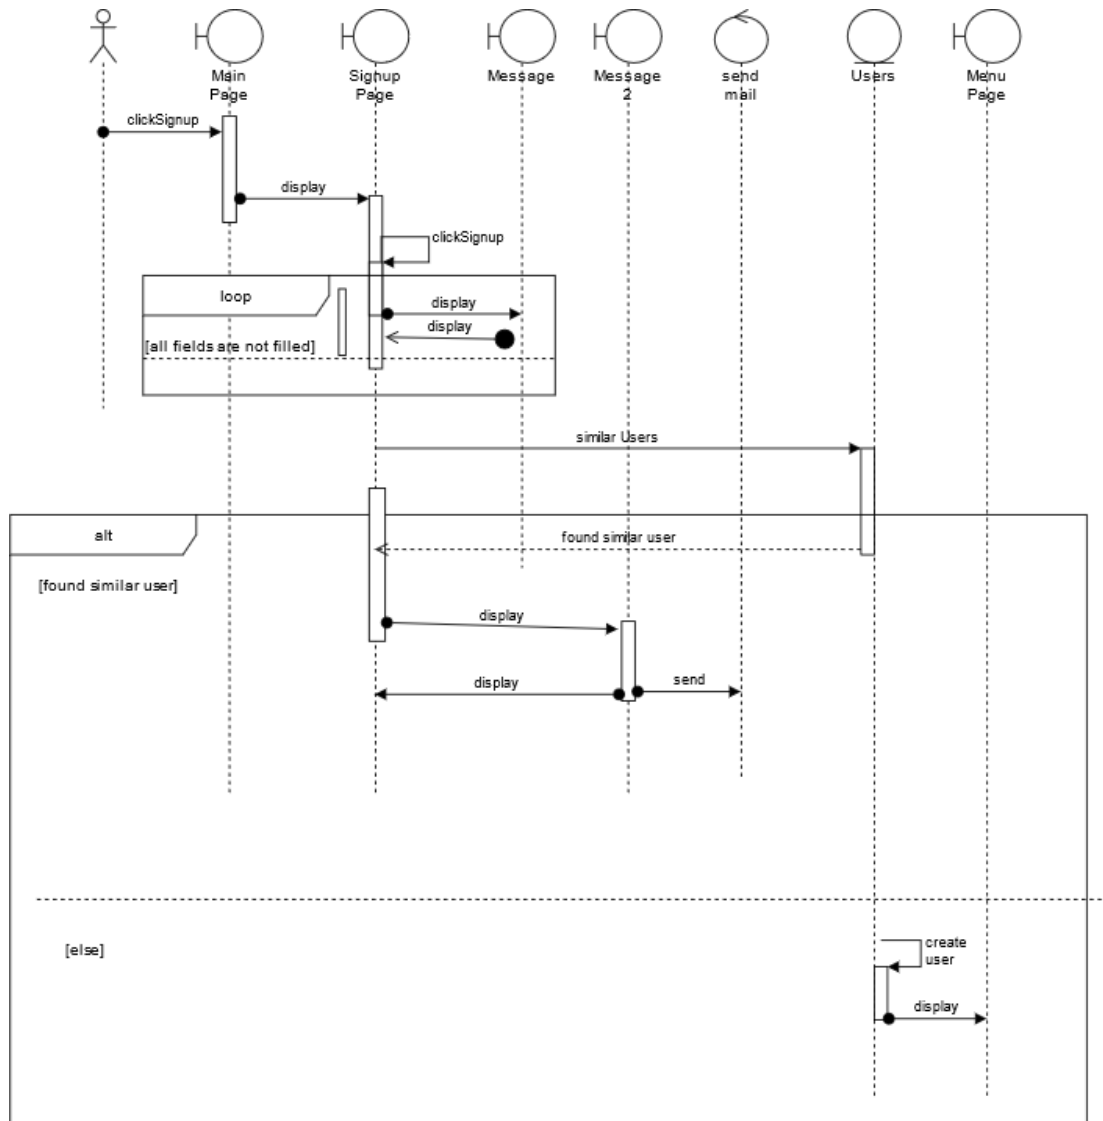 Main
Page
Signup
Page
Message
Message
2
send
mail
Users
Menu
Page
clickSignup
display
clickSignup
loop
display
display
[all fields are not filled]
similar Users
alt
found similar user
[found similar user]
display
display
send
[else]
create
user
display